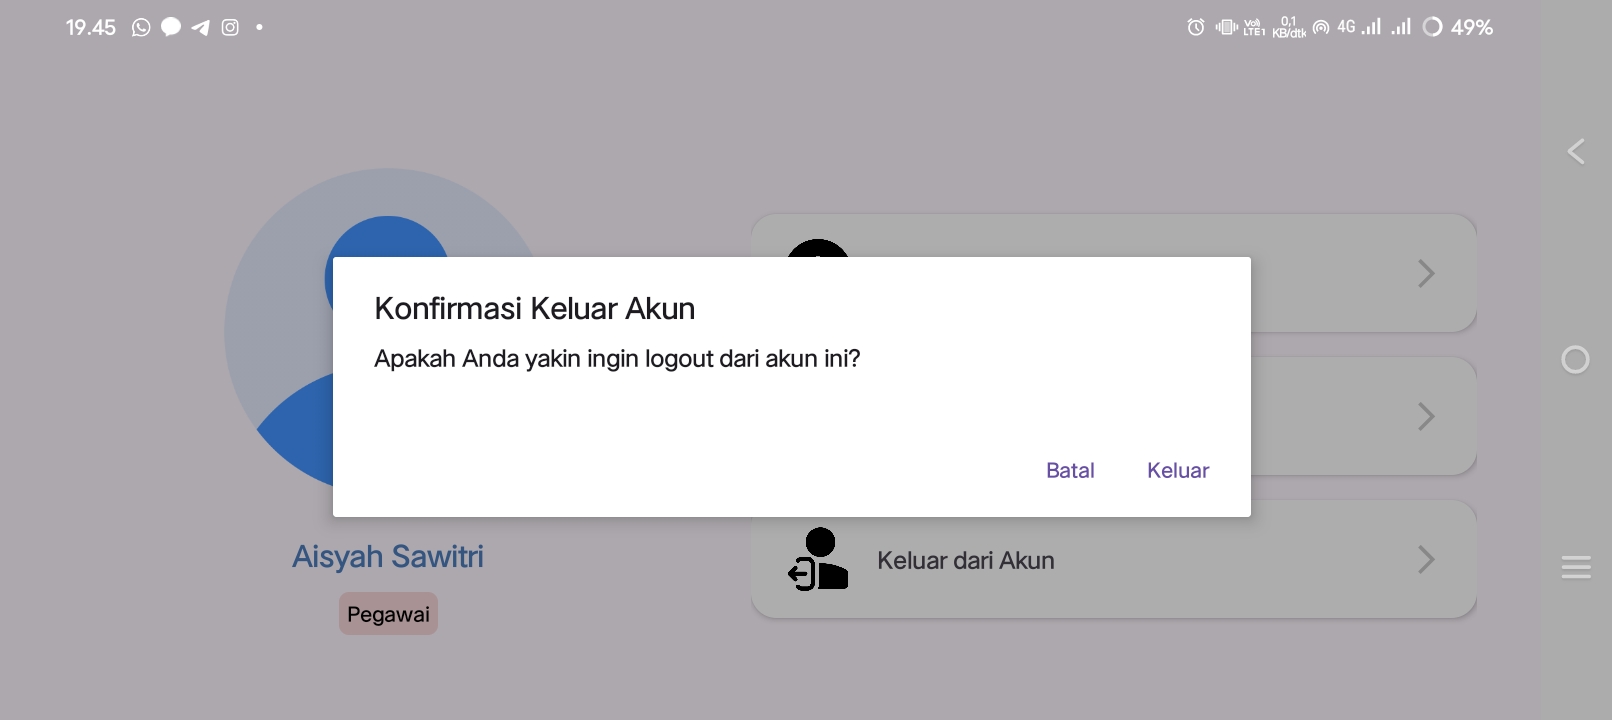 19.45
Vo)) LTE1
0,1 KB/dtk
4G
49%
Konfirmasi Keluar Akun
Apakah Anda yakin ingin logout dari akun ini?
Batal
Keluar
Aisyah Sawitri
Pegawai
Keluar dari Akun